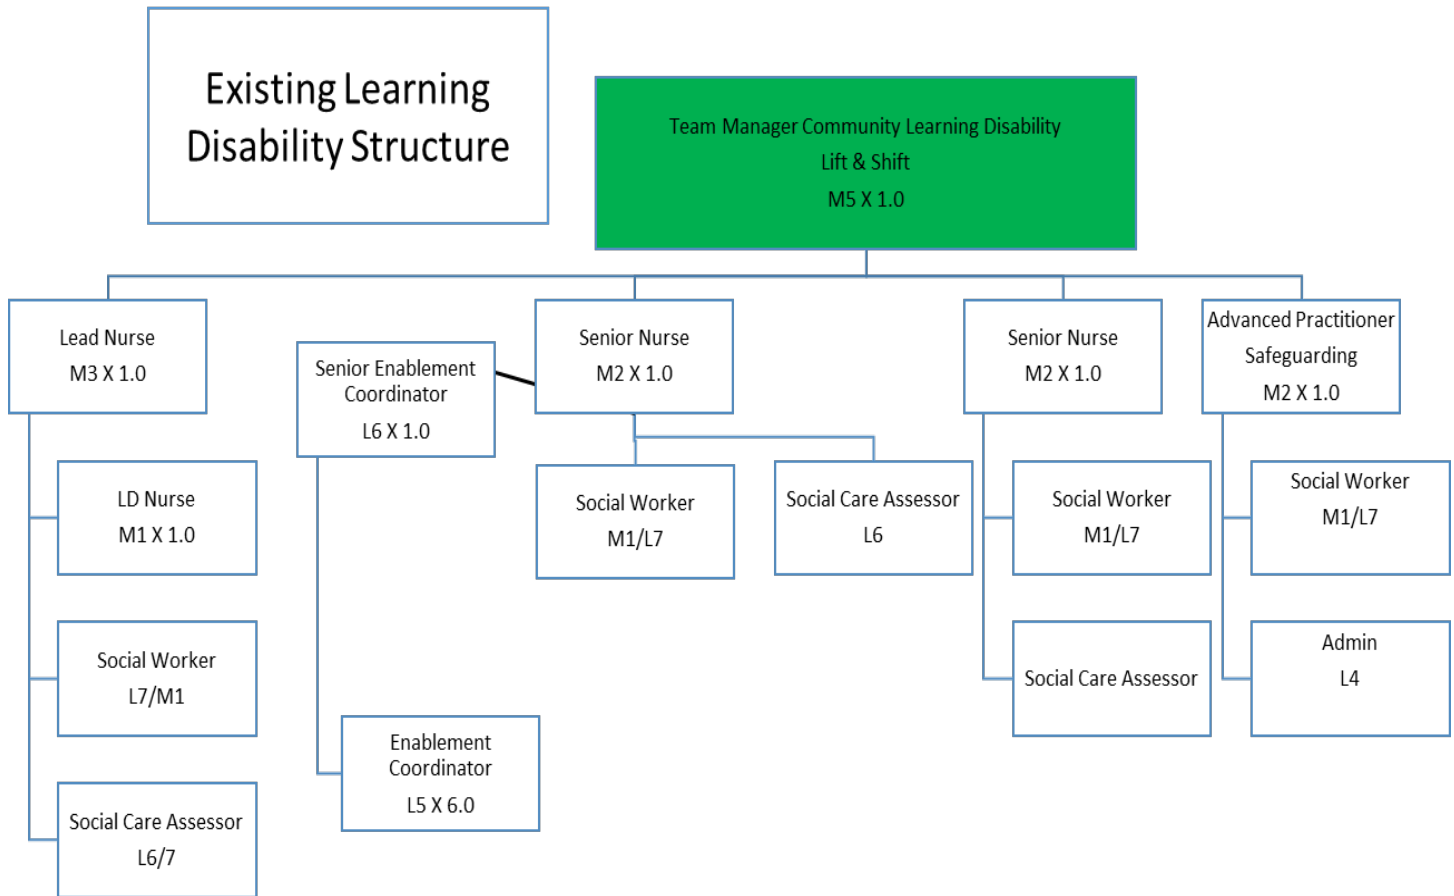 Existing Learning
Disability Structure
Team Manager Community Learning Disability
Lift & Shift
M5 X 1.0
Lead Nurse
M3 X 1.0
Senior Enablement
Coordinator
L6 X 1.0
Senior Nurse
M2 X 1.0
Senior Nurse
M2 X 1.0
Advanced Practitioner
Safeguarding
M2 X 1.0
LD Nurse
M1 X 1.0
Social Worker
M1/L7
Social Care Assessor
L6
Social Worker
M1/L7
Social Worker
M1/L7
Social Worker
L7/M1
Social Care Assessor
Admin
L4
Enablement
Coordinator
L5 X 6.0
Social Care Assessor
L6/7